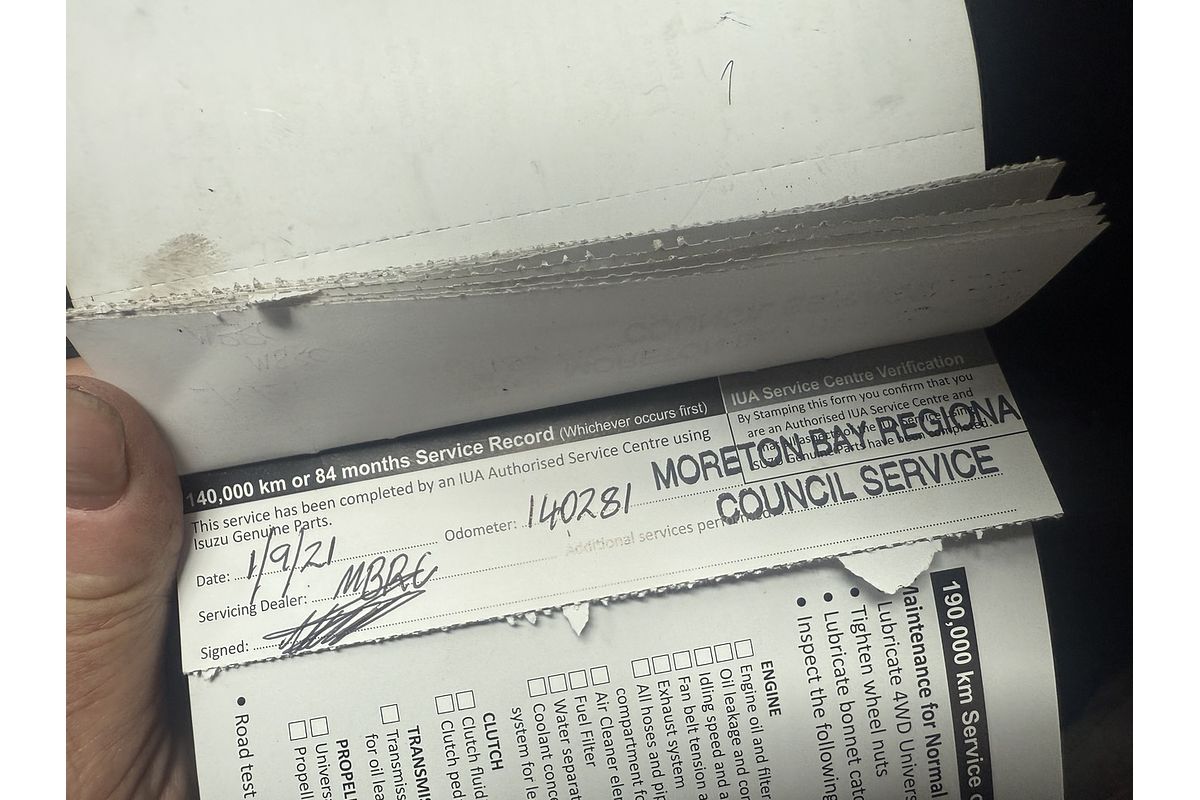 140,000 km or 84 months Service Record (Whichever occurs first)
This service has been completed by an IUA Authorised Service Centre using
Isuzu Genuine Parts.
Date: 1/9/21
Odometer: 140281
Servicing Dealer: MBRC
Additional services performed
Signed:
IUA Service Centre Verification
By Stamping this form you confirm that you
are an Authorised IUA Service Centre and
MORETON BAY REGIONA
COUNCIL SERVICE
190,000 km Service
Maintenance for Normal
Lubricate 4WD Univers
• Tighten wheel nuts
• Lubricate bonnet catc
• Inspect the following
ENGINE
Engine oil and filter
Oil leakage and con
Idling speed and a
Fan belt tension a
Exhaust system
All hoses and pip
compartment fo
Air Cleaner ele
Fuel Filter
Water separat
Coolant conc
system for le
CLUTCH
Clutch fluid
Clutch ped
TRANSMIS
Transmiss
for oil lea
PROPEL
Univers
Propell
• Road test